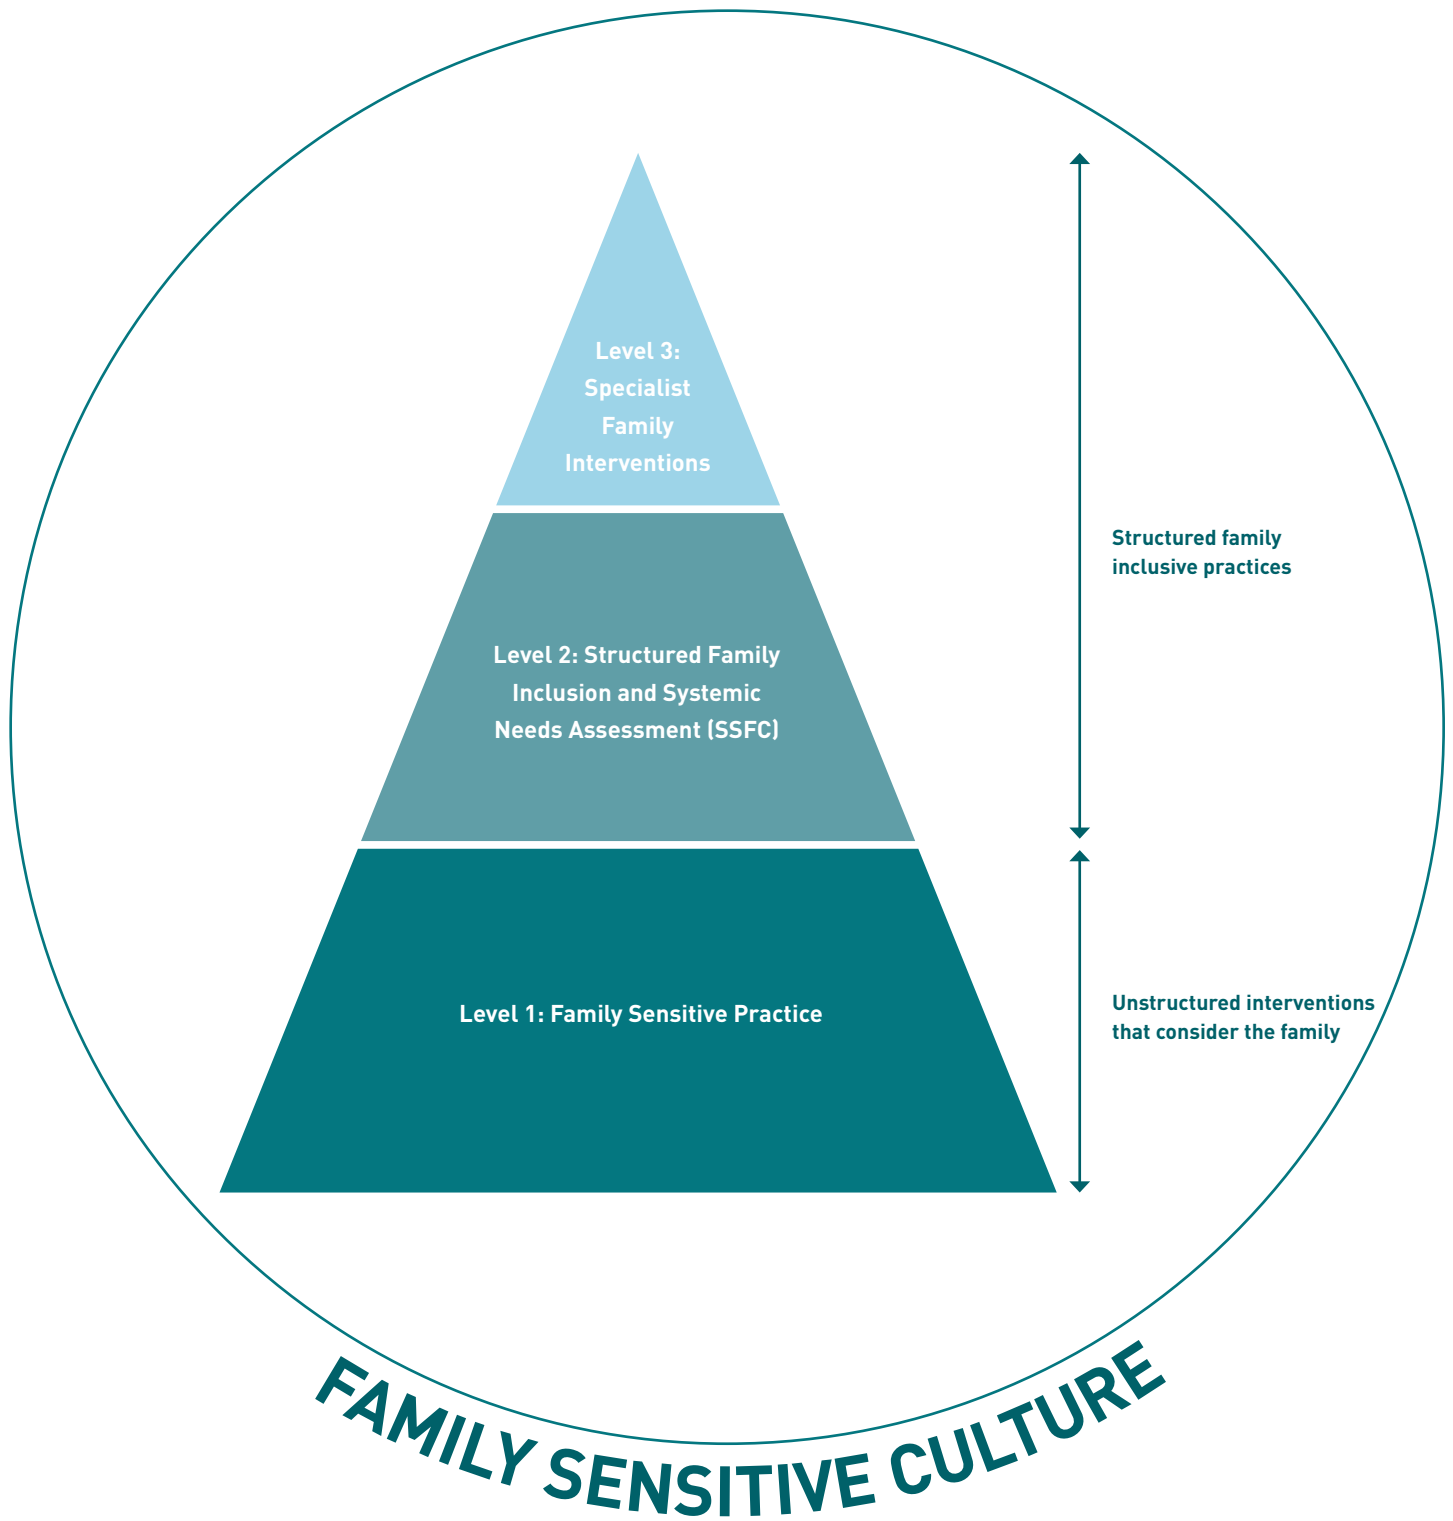 Level 3:
Specialist
Family
Interventions
Structured family
inclusive practices
Level 2: Structured Family
Inclusion and Systemic
Needs Assessment (SSFC)
Level 1: Family Sensitive Practice
Unstructured interventions
that consider the family
FAMILY SENSITIVE CULTURE